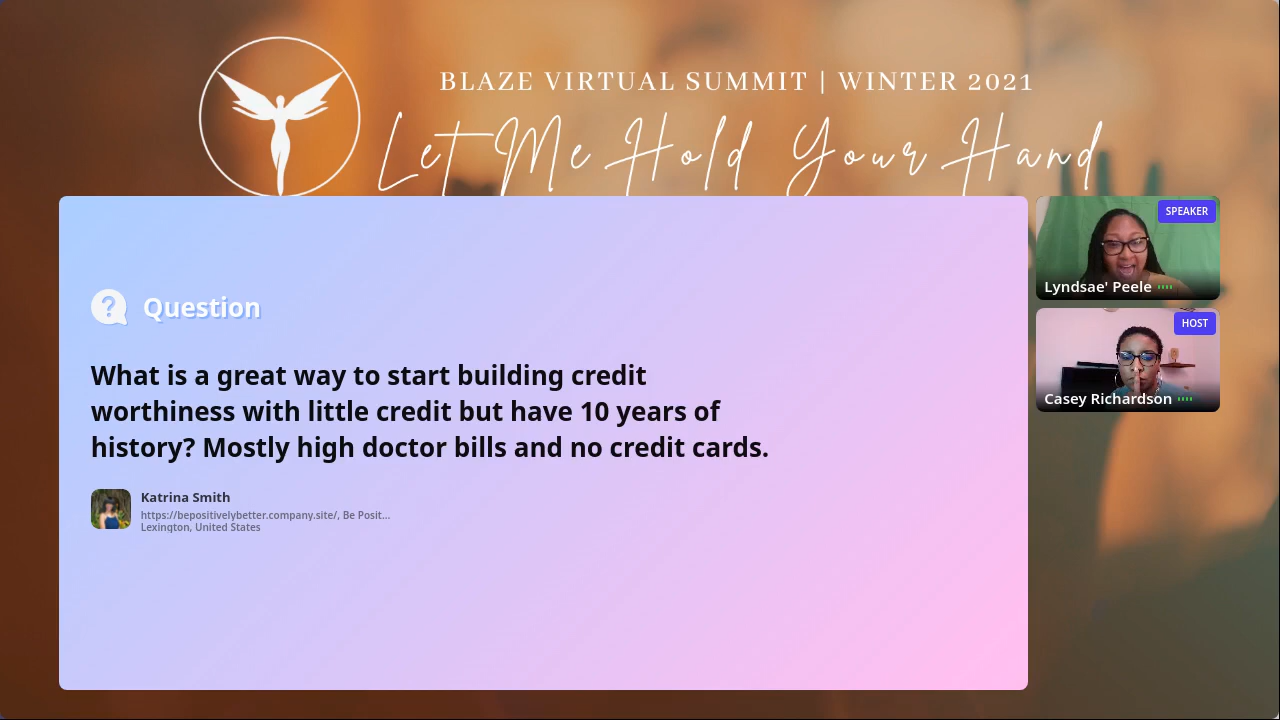 BLAZE VIRTUAL SUMMIT | WINTER 2021
Let Me Hold Your Hand
Question
What is a great way to start building credit
worthiness with little credit but have 10 years of
history? Mostly high doctor bills and no credit cards.
Katrina Smith
https://bepositivelybetter.company.site/, Be Posit...
Lexington, United States
SPEAKER
Lyndsae' Peele
HOST
Casey Richardson